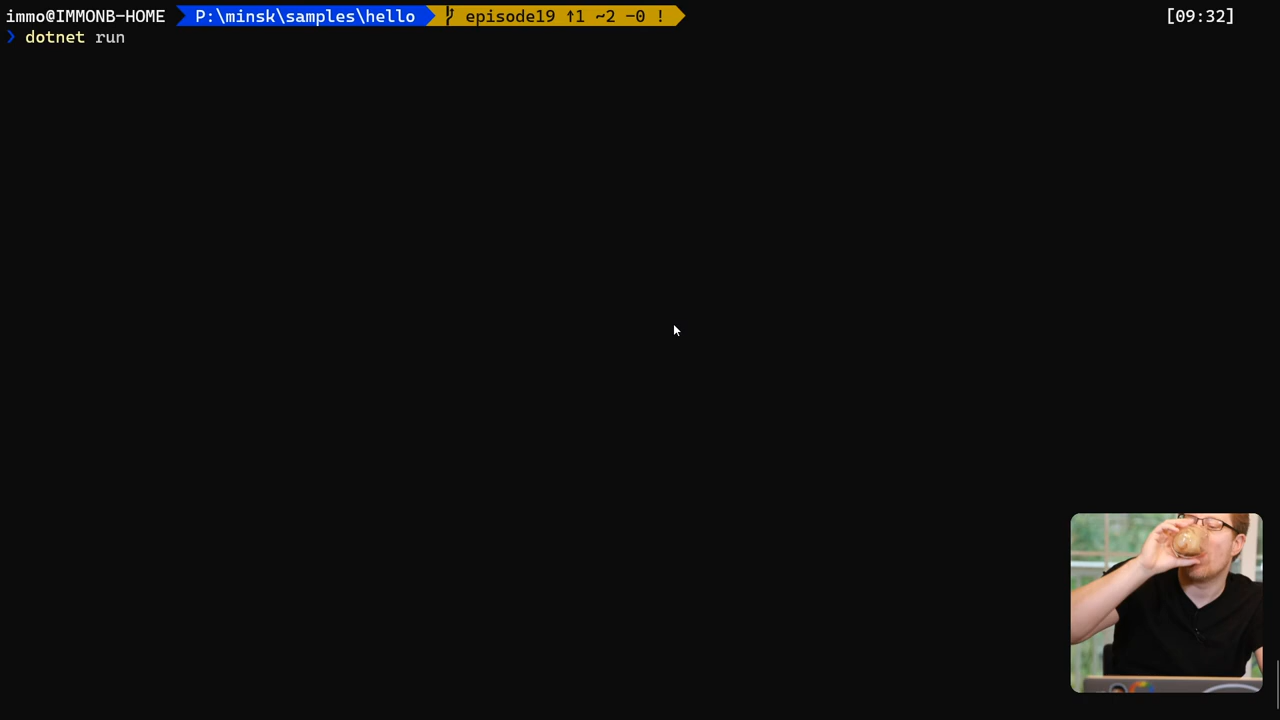 immo@IMMONB-HOME P:\minsk\samples\hello episode19 ↑1 ~2 -0 ! [09:32]
❯ dotnet run